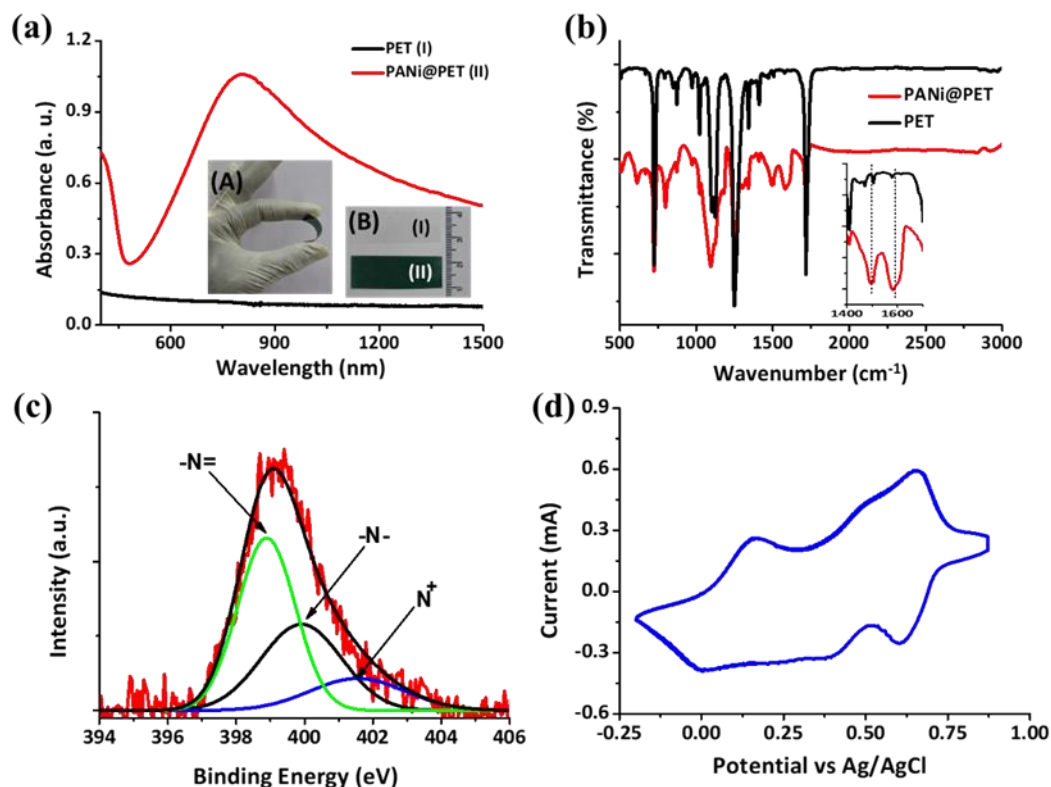 (a)
1.2
0.9
0.6
0.3
0.0
Absorbance (a. u.)
PET (I)
PANi@PET (II)
(A)
(B)
(I)
(II)
600
900
1200
1500
Wavelength (nm)
(b)
Transmittance (%)
PANi@PET
PET
1400
1600
500
1000
1500
2000
2500
3000
Wavenumber (cm⁻¹)
(c)
Intensity (a.u.)
-N=
-N-
N⁺
394
396
398
400
402
404
406
Binding Energy (eV)
(d)
0.9
0.6
0.3
0.0
-0.3
-0.6
Current (mA)
-0.25
0.00
0.25
0.50
0.75
1.00
Potential vs Ag/AgCl